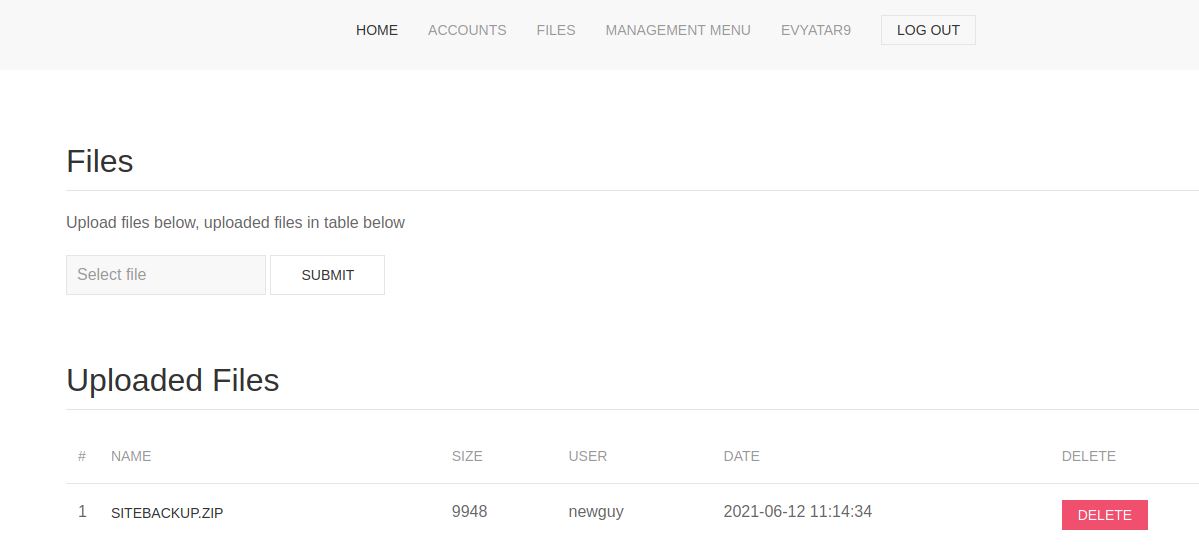 HOME ACCOUNTS FILES MANAGEMENT MENU EVYATAR9 LOG OUT
Files
Upload files below, uploaded files in table below
Select file SUBMIT
Uploaded Files
# NAME SIZE USER DATE DELETE
1 SITEBACKUP.ZIP 9948 newguy 2021-06-12 11:14:34 DELETE